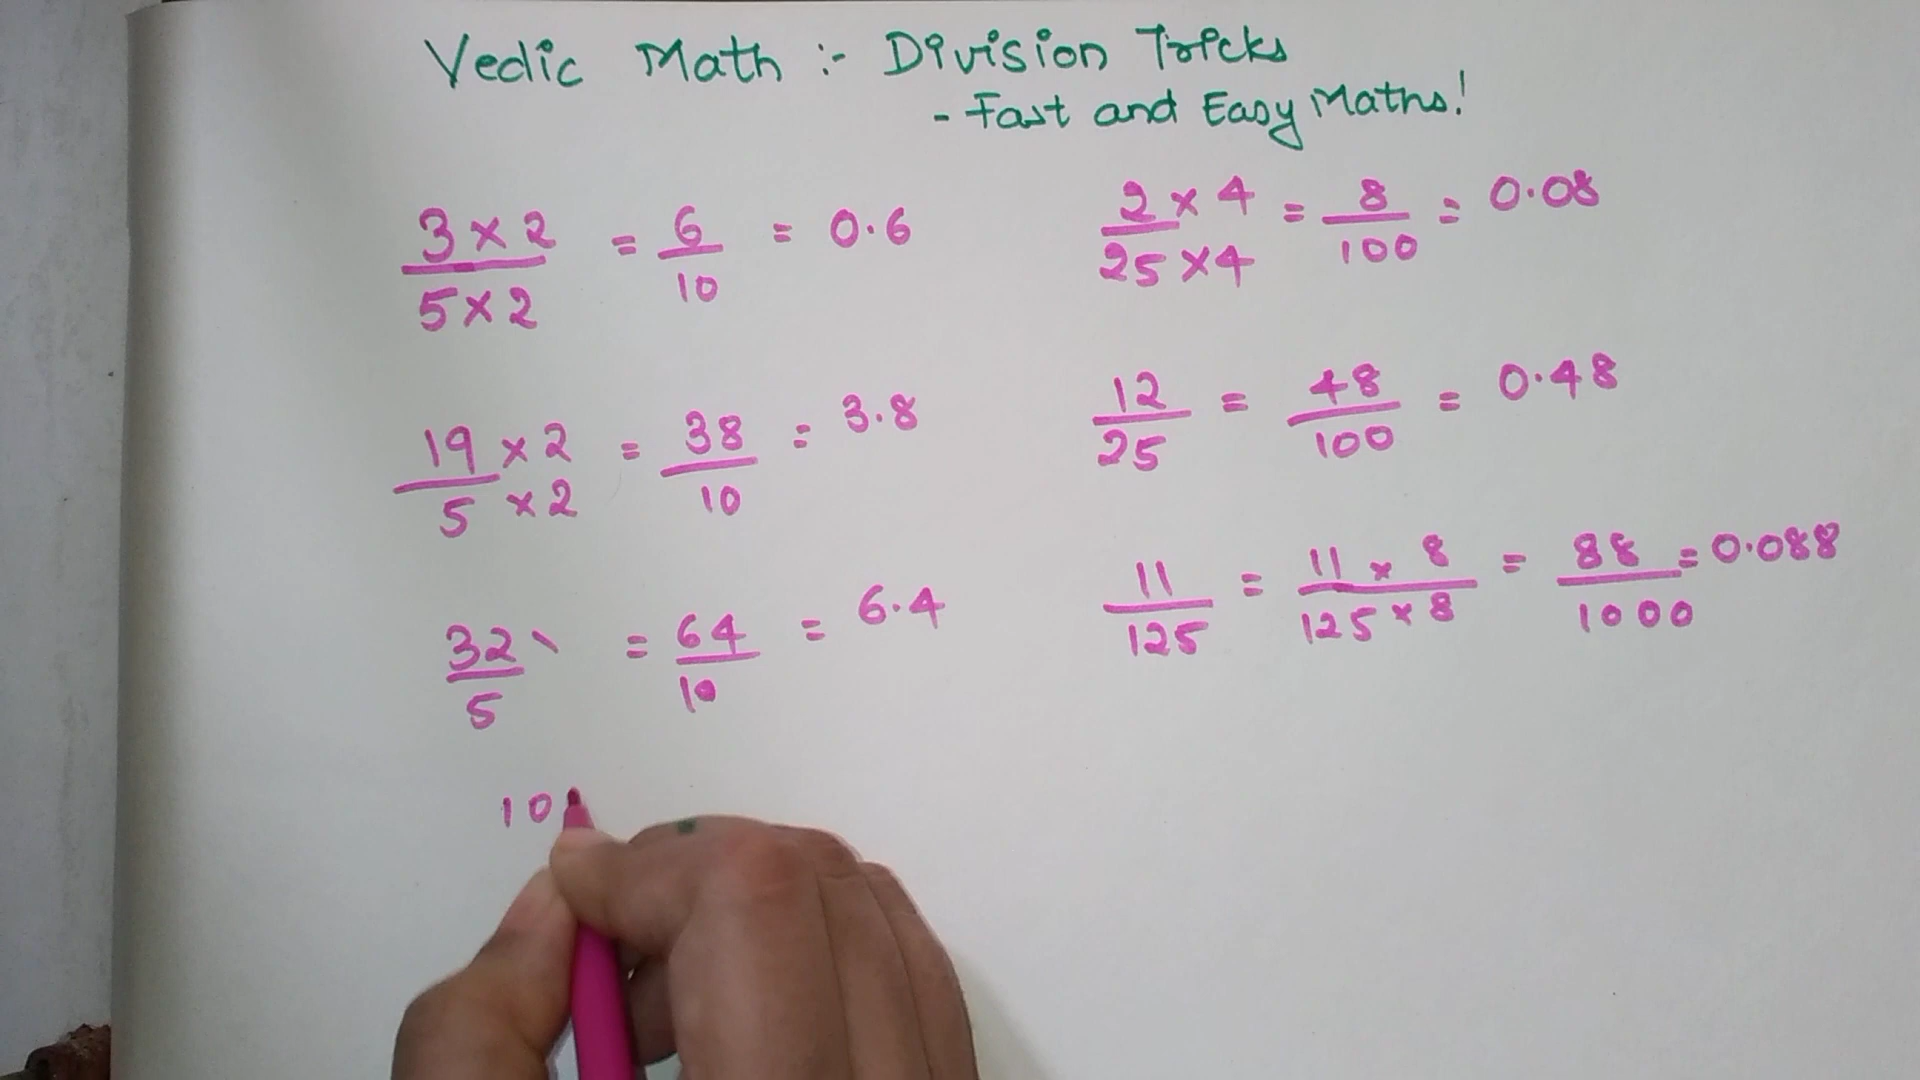 Vedic Math :- Division Tricks
- Fast and Easy Maths!
3 × 2 / 5 × 2 = 6 / 10 = 0.6
19 × 2 / 5 × 2 = 38 / 10 = 3.8
32 / 5 = 64 / 10 = 6.4
10
2 × 4 / 25 × 4 = 8 / 100 = 0.08
12 / 25 = 48 / 100 = 0.48
11 / 125 = 11 × 8 / 125 × 8 = 88 / 1000 = 0.088